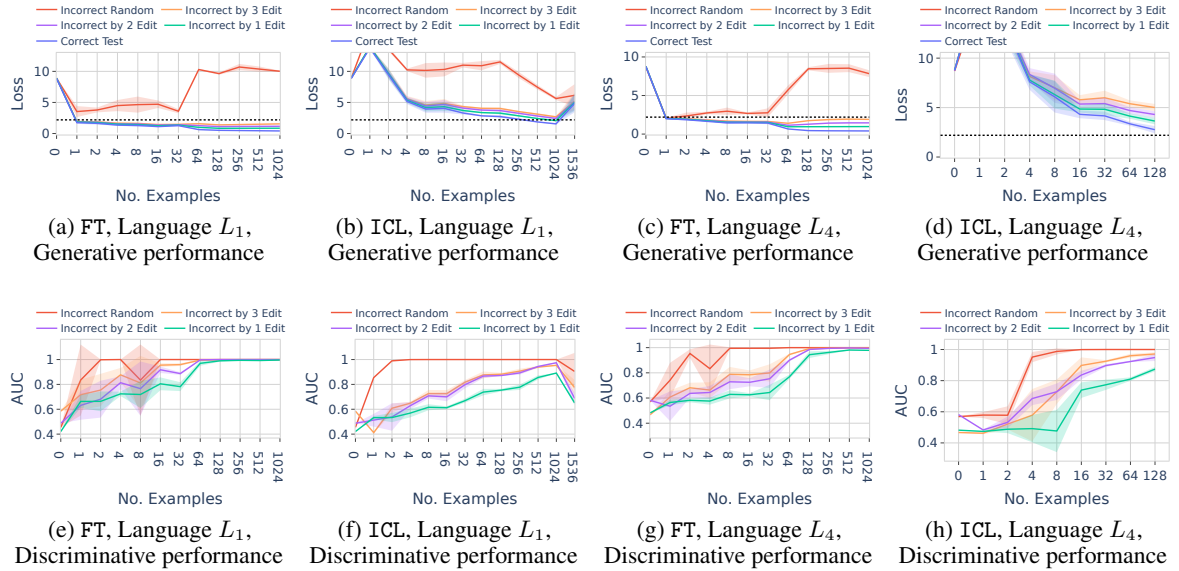 Incorrect Random
Incorrect by 3 Edit
Incorrect by 2 Edit
Incorrect by 1 Edit
Correct Test
Loss
10
5
0
0 1 2 4 8 16 32 64 128 256 512 1024
No. Examples
(a) FT, Language L1,
Generative performance
Incorrect Random
Incorrect by 3 Edit
Incorrect by 2 Edit
Incorrect by 1 Edit
Correct Test
Loss
10
5
0
0 1 2 4 8 16 32 64 128 256 512 1024 1536
No. Examples
(b) ICL, Language L1,
Generative performance
Incorrect Random
Incorrect by 3 Edit
Incorrect by 2 Edit
Incorrect by 1 Edit
Correct Test
Loss
10
5
0
0 1 2 4 8 16 32 64 128 256 512 1024
No. Examples
(c) FT, Language L4,
Generative performance
Incorrect Random
Incorrect by 3 Edit
Incorrect by 2 Edit
Incorrect by 1 Edit
Correct Test
Loss
10
5
0
0 1 2 4 8 16 32 64 128
No. Examples
(d) ICL, Language L4,
Generative performance
Incorrect Random
Incorrect by 3 Edit
Incorrect by 2 Edit
Incorrect by 1 Edit
AUC
1
0.8
0.6
0.4
0 1 2 4 8 16 32 64 128 256 512 1024
No. Examples
(e) FT, Language L1,
Discriminative performance
Incorrect Random
Incorrect by 3 Edit
Incorrect by 2 Edit
Incorrect by 1 Edit
AUC
1
0.8
0.6
0.4
0 1 2 4 8 16 32 64 128 256 512 1024 1536
No. Examples
(f) ICL, Language L1,
Discriminative performance
Incorrect Random
Incorrect by 3 Edit
Incorrect by 2 Edit
Incorrect by 1 Edit
AUC
1
0.8
0.6
0.4
0 1 2 4 8 16 32 64 128 256 512 1024
No. Examples
(g) FT, Language L4,
Discriminative performance
Incorrect Random
Incorrect by 3 Edit
Incorrect by 2 Edit
Incorrect by 1 Edit
AUC
1
0.8
0.6
0.4
0 1 2 4 8 16 32 64 128
No. Examples
(h) ICL, Language L4,
Discriminative performance